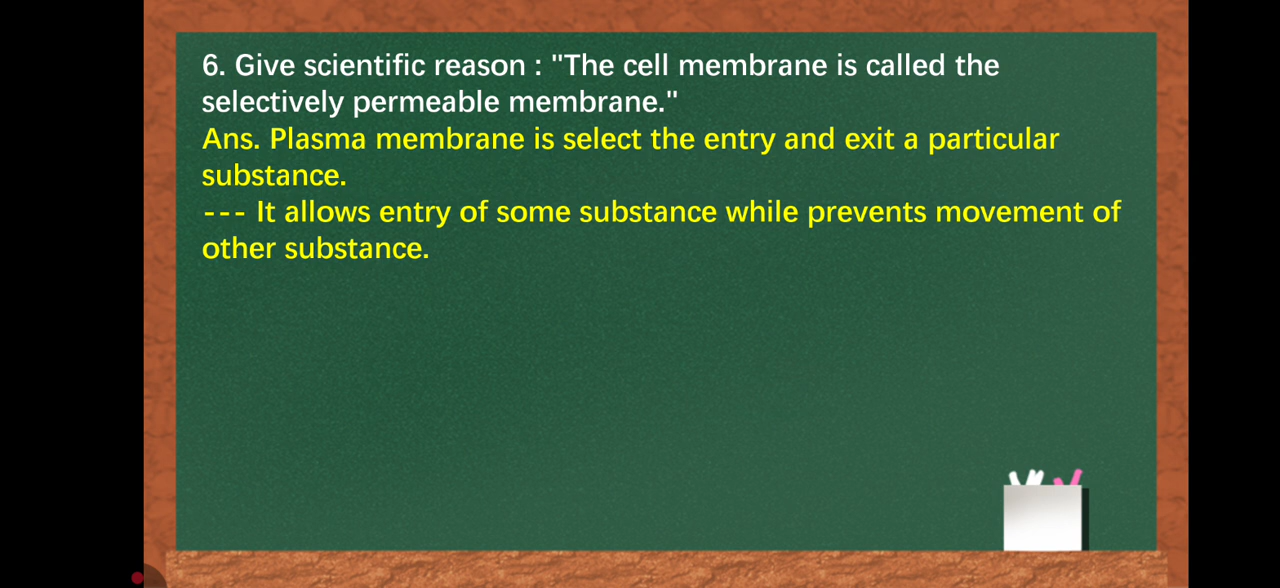 6. Give scientific reason : "The cell membrane is called the
selectively permeable membrane."
Ans. Plasma membrane is select the entry and exit a particular
substance.
--- It allows entry of some substance while prevents movement of
other substance.